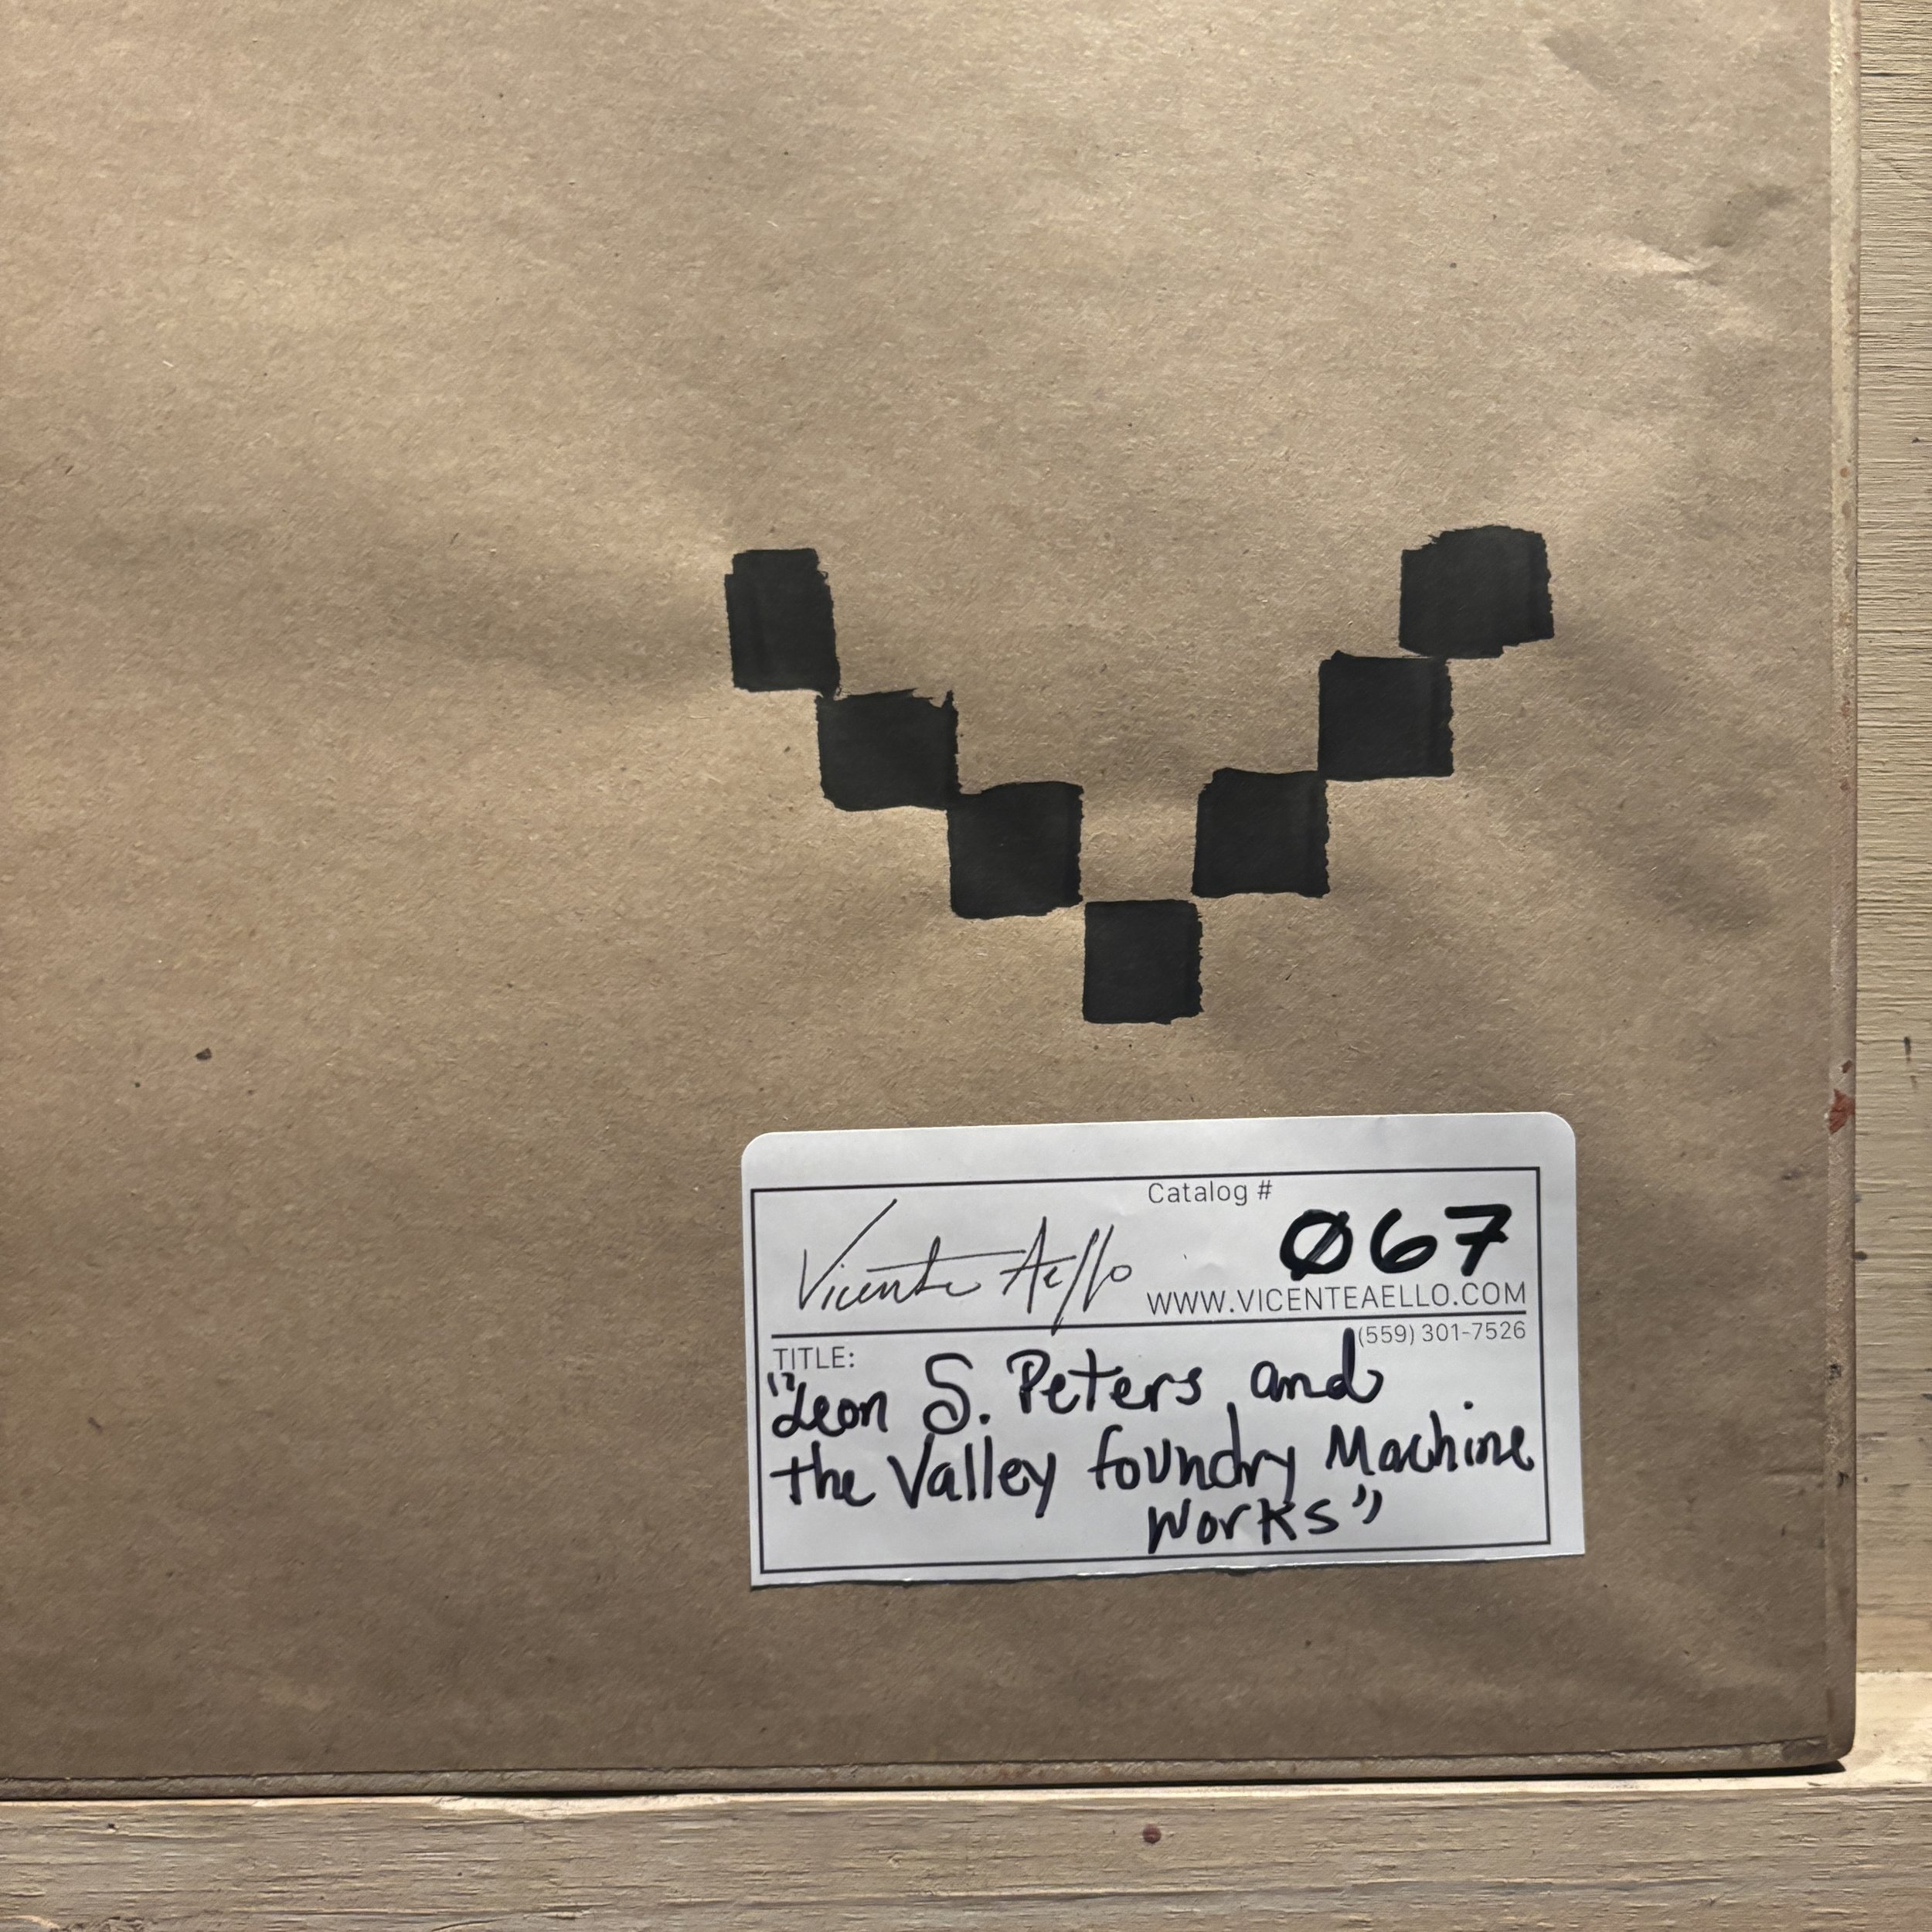 Catalog #
Vicente Aello
Ø67
WWW.VICENTEAELLO.COM
(559) 301-7526
TITLE:
"Leon S. Peters and
the Valley foundry Machine
Works"